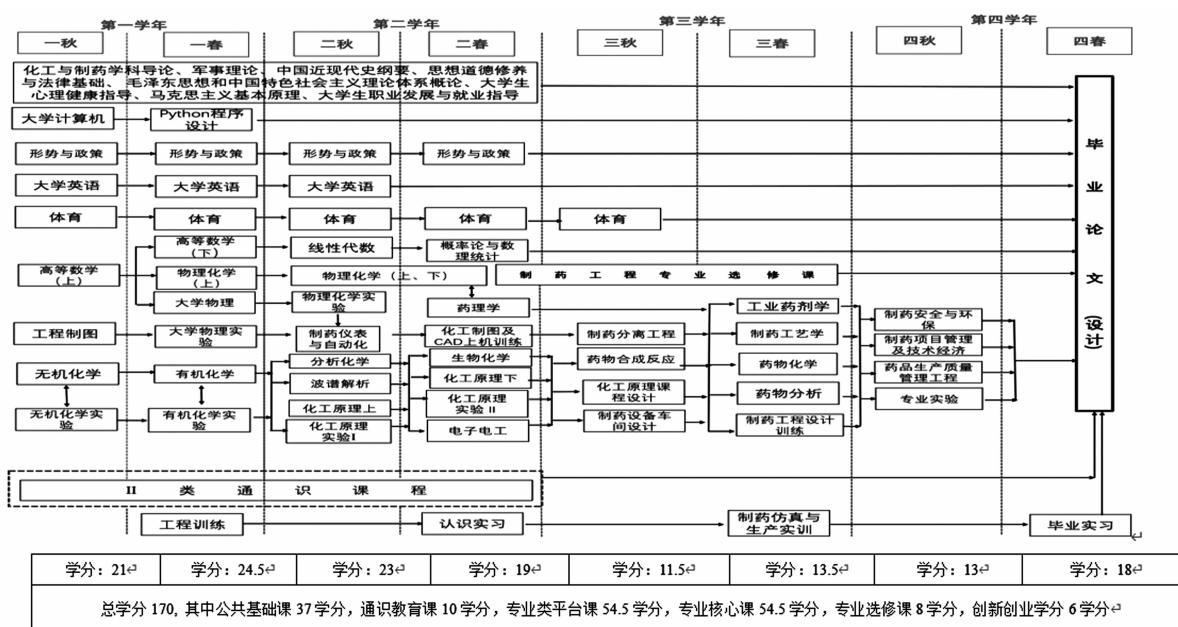 第一学年
第二学年
第三学年
第四学年
一秋
一春
二秋
二春
三秋
三春
四秋
四春
化工与制药学科导论、军事理论、中国近现代史纲要、思想道德修养
与法律基础、毛泽东思想和中国特色社会主义理论体系概论、大学生
心理健康指导、马克思主义基本原理、大学生职业发展与就业指导
大学计算机
Python程序
设计
形势与政策
形势与政策
形势与政策
形势与政策
大学英语
大学英语
大学英语
体育
体育
体育
体育
体育
高等数学
(上)
高等数学
(下)
线性代数
概率论与数
理统计
物理化学
(上)
物理化学(上、下)
制药工程专业选修课
大学物理
物理化学实
验
药理学
工业药剂学
工程制图
大学物理实
验
制药仪表
与自动化
化工制图及
CAD上机训练
制药分离工程
制药工艺学
制药安全与环
保
制药项目管理
及技术经济
无机化学
有机化学
分析化学
波谱解析
生物化学
化工原理下
药物合成反应
药物化学
药品生产质量
管理工程
化工原理上
化工原理
实验II
化工原理课
程设计
药物分析
专业实验
无机化学实
验
有机化学实
验
化工原理
实验I
电子电工
制药设备车
间设计
制药工程设计
训练
毕业论文(设计)
II类通识课程
工程训练
认识实习
制药仿真与
生产实训
毕业实习↵
学分：21↵
学分：24.5↵
学分：23↵
学分：19↵
学分：11.5↵
学分：13.5↵
学分：13↵
学分：18↵
总学分170, 其中公共基础课37学分，通识教育课10学分，专业类平台课54.5学分，专业核心课54.5学分，专业选修课8学分，创新创业学分6学分↵